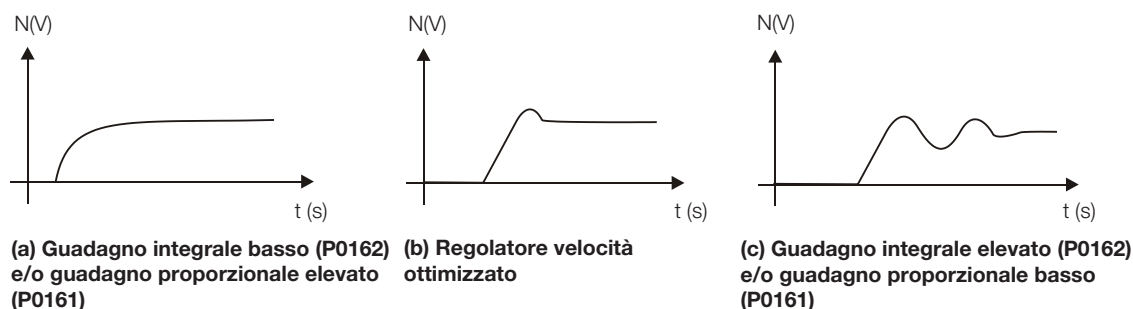 N(V)
t (s)
(a) Guadagno integrale basso (P0162)
e/o guadagno proporzionale elevato
(P0161)
N(V)
t (s)
(b) Regolatore velocità
ottimizzato
N(V)
t (s)
(c) Guadagno integrale elevato (P0162)
e/o guadagno proporzionale basso
(P0161)